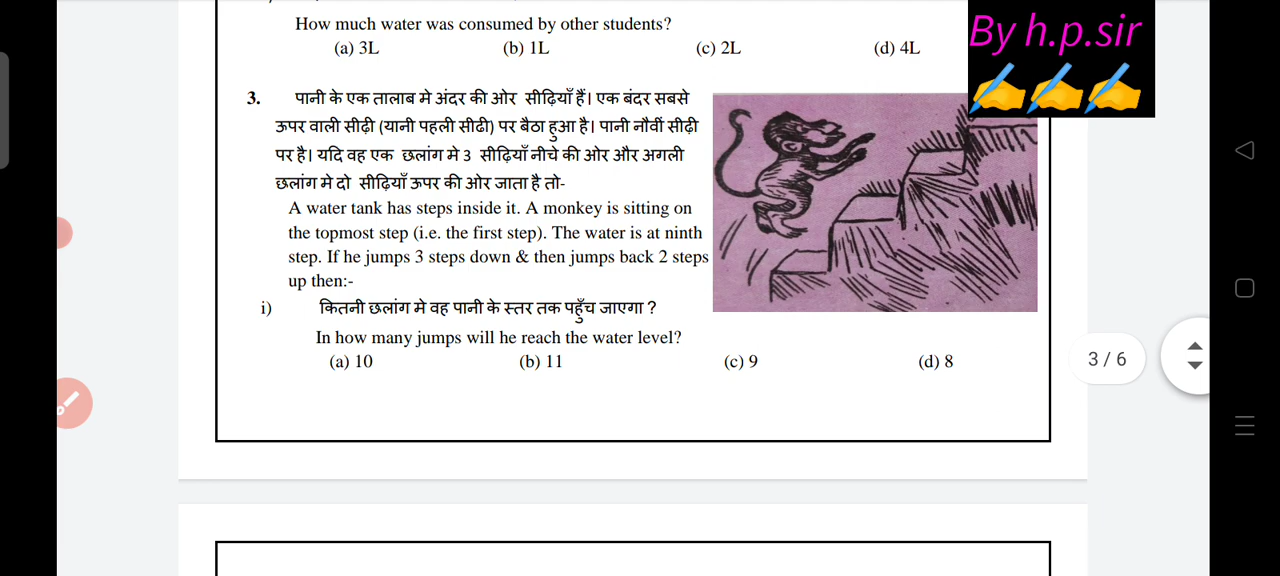 By h.p.sir
How much water was consumed by other students?
(a) 3L (b) 1L (c) 2L (d) 4L
3. पानी के एक तालाब मे अंदर की ओर सीढ़ियाँ हैं। एक बंदर सबसे
ऊपर वाली सीढ़ी (यानी पहली सीढी) पर बैठा हुआ है। पानी नौवीं सीढ़ी
पर है। यदि वह एक छलांग मे 3 सीढ़ियाँ नीचे की ओर और अगली
छलांग मे दो सीढ़ियाँ ऊपर की ओर जाता है तो-
A water tank has steps inside it. A monkey is sitting on
the topmost step (i.e. the first step). The water is at ninth
step. If he jumps 3 steps down & then jumps back 2 steps
up then:-
i) कितनी छलांग मे वह पानी के स्तर तक पहुँच जाएगा ?
In how many jumps will he reach the water level?
(a) 10 (b) 11 (c) 9 (d) 8
3 / 6